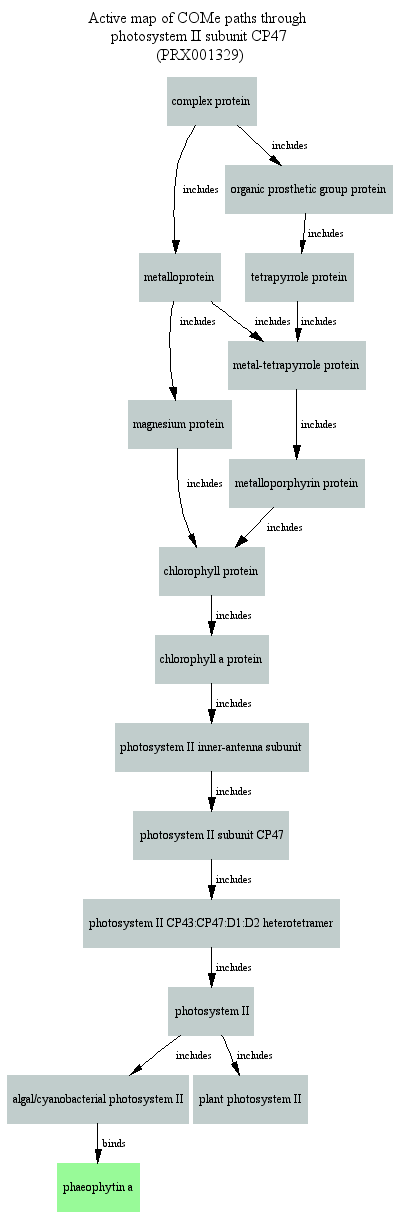 Active map of COMe paths through
photosystem II subunit CP47
(PRX001329)
complex protein
includes
organic prosthetic group protein
includes
includes
metalloprotein
tetrapyrrole protein
includes
includes
includes
metal-tetrapyrrole protein
magnesium protein
includes
metalloporphyrin protein
includes
includes
chlorophyll protein
includes
chlorophyll a protein
includes
photosystem II inner-antenna subunit
includes
photosystem II subunit CP47
includes
photosystem II CP43:CP47:D1:D2 heterotetramer
includes
photosystem II
includes
includes
algal/cyanobacterial photosystem II
plant photosystem II
binds
phaeophytin a